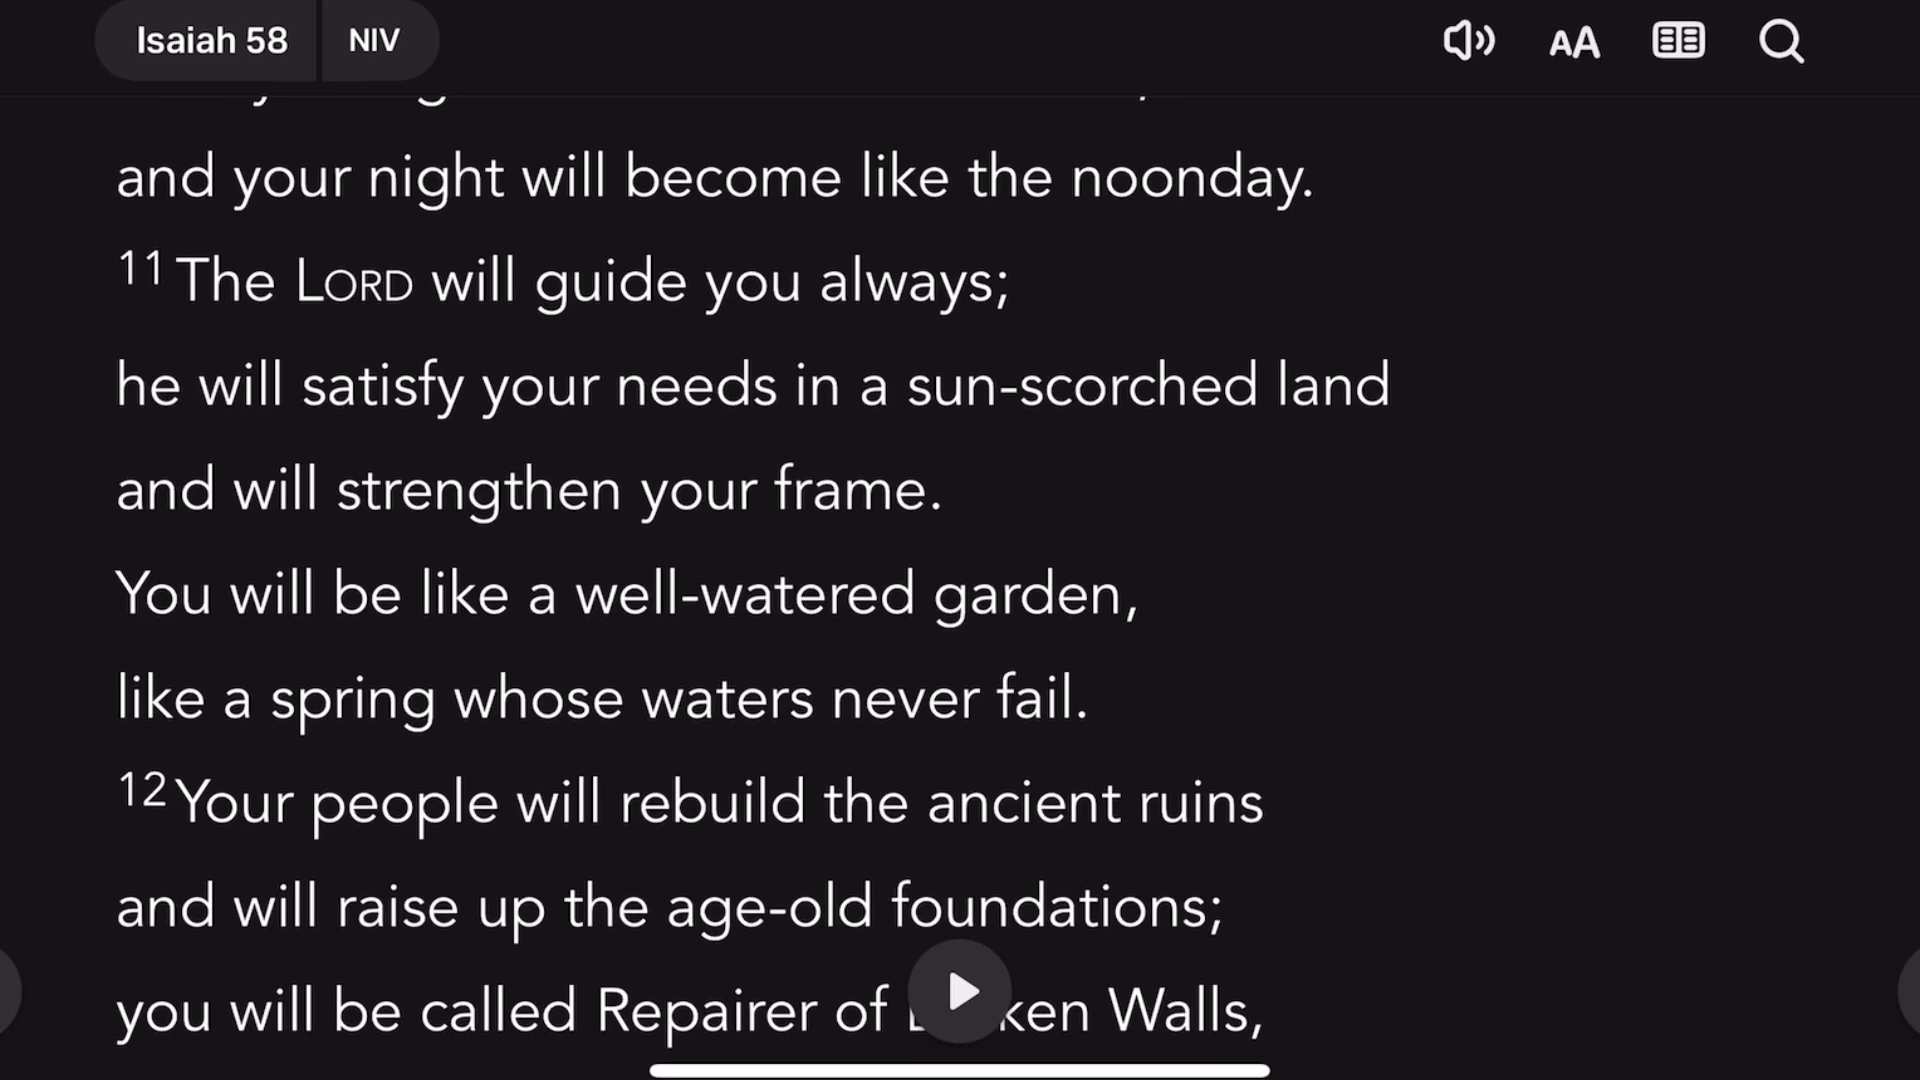 Isaiah 58 NIV AA
and your night will become like the noonday.
11 The LORD will guide you always;
he will satisfy your needs in a sun-scorched land
and will strengthen your frame.
You will be like a well-watered garden,
like a spring whose waters never fail.
12 Your people will rebuild the ancient ruins
and will raise up the age-old foundations;
you will be called Repairer of Walls,